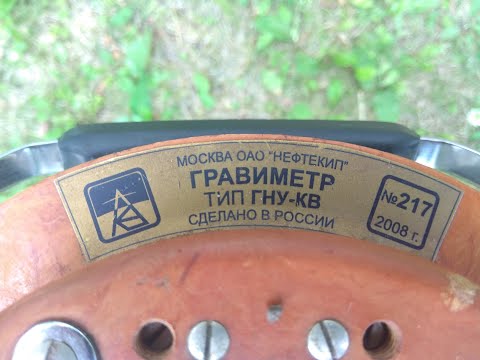 МОСКВА ОАО "НЕФТЕКИП"
ГРАВИМЕТР
ТИП ГНУ-КВ
СДЕЛАНО В РОССИИ
№217
2008 г.